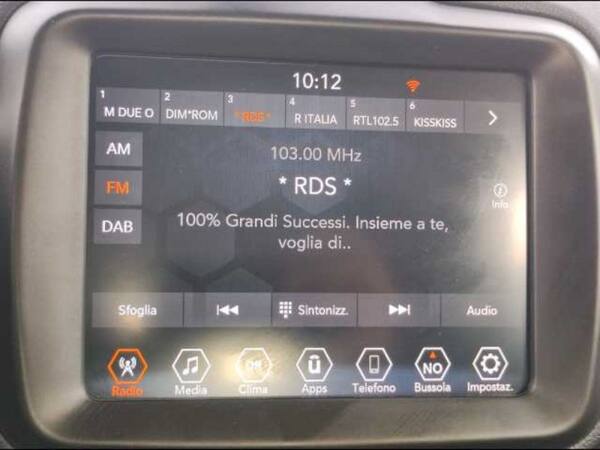 10:12
1 2 3 4 5 6
M DUE O DIM*ROM *RDS* R ITALIA RTL102.5 KISSKISS
AM
103.00 MHz
FM
* RDS *
Info
DAB
100% Grandi Successi. Insieme a te,
voglia di..
Sfoglia Sintonizz. Audio
Off ū NO
Radio Media Clima Apps Telefono Bussola Impostaz.